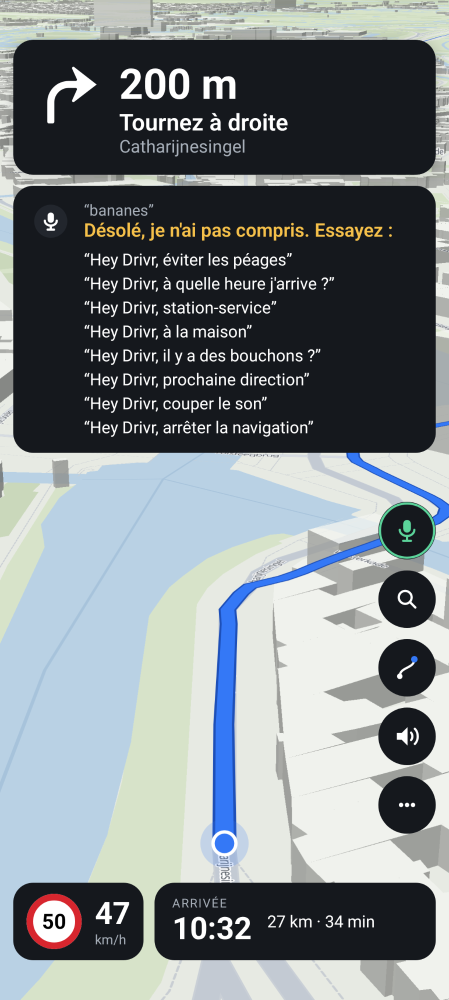 200 m
Tournez à droite
Catharijnesingel
“bananes”
Désolé, je n'ai pas compris. Essayez :
“Hey Drivr, éviter les péages”
“Hey Drivr, à quelle heure j'arrive ?”
“Hey Drivr, station-service”
“Hey Drivr, à la maison”
“Hey Drivr, il y a des bouchons ?”
“Hey Drivr, prochaine direction”
“Hey Drivr, couper le son”
“Hey Drivr, arrêter la navigation”
50
47
km/h
ARRIVÉE
10:32
27 km · 34 min